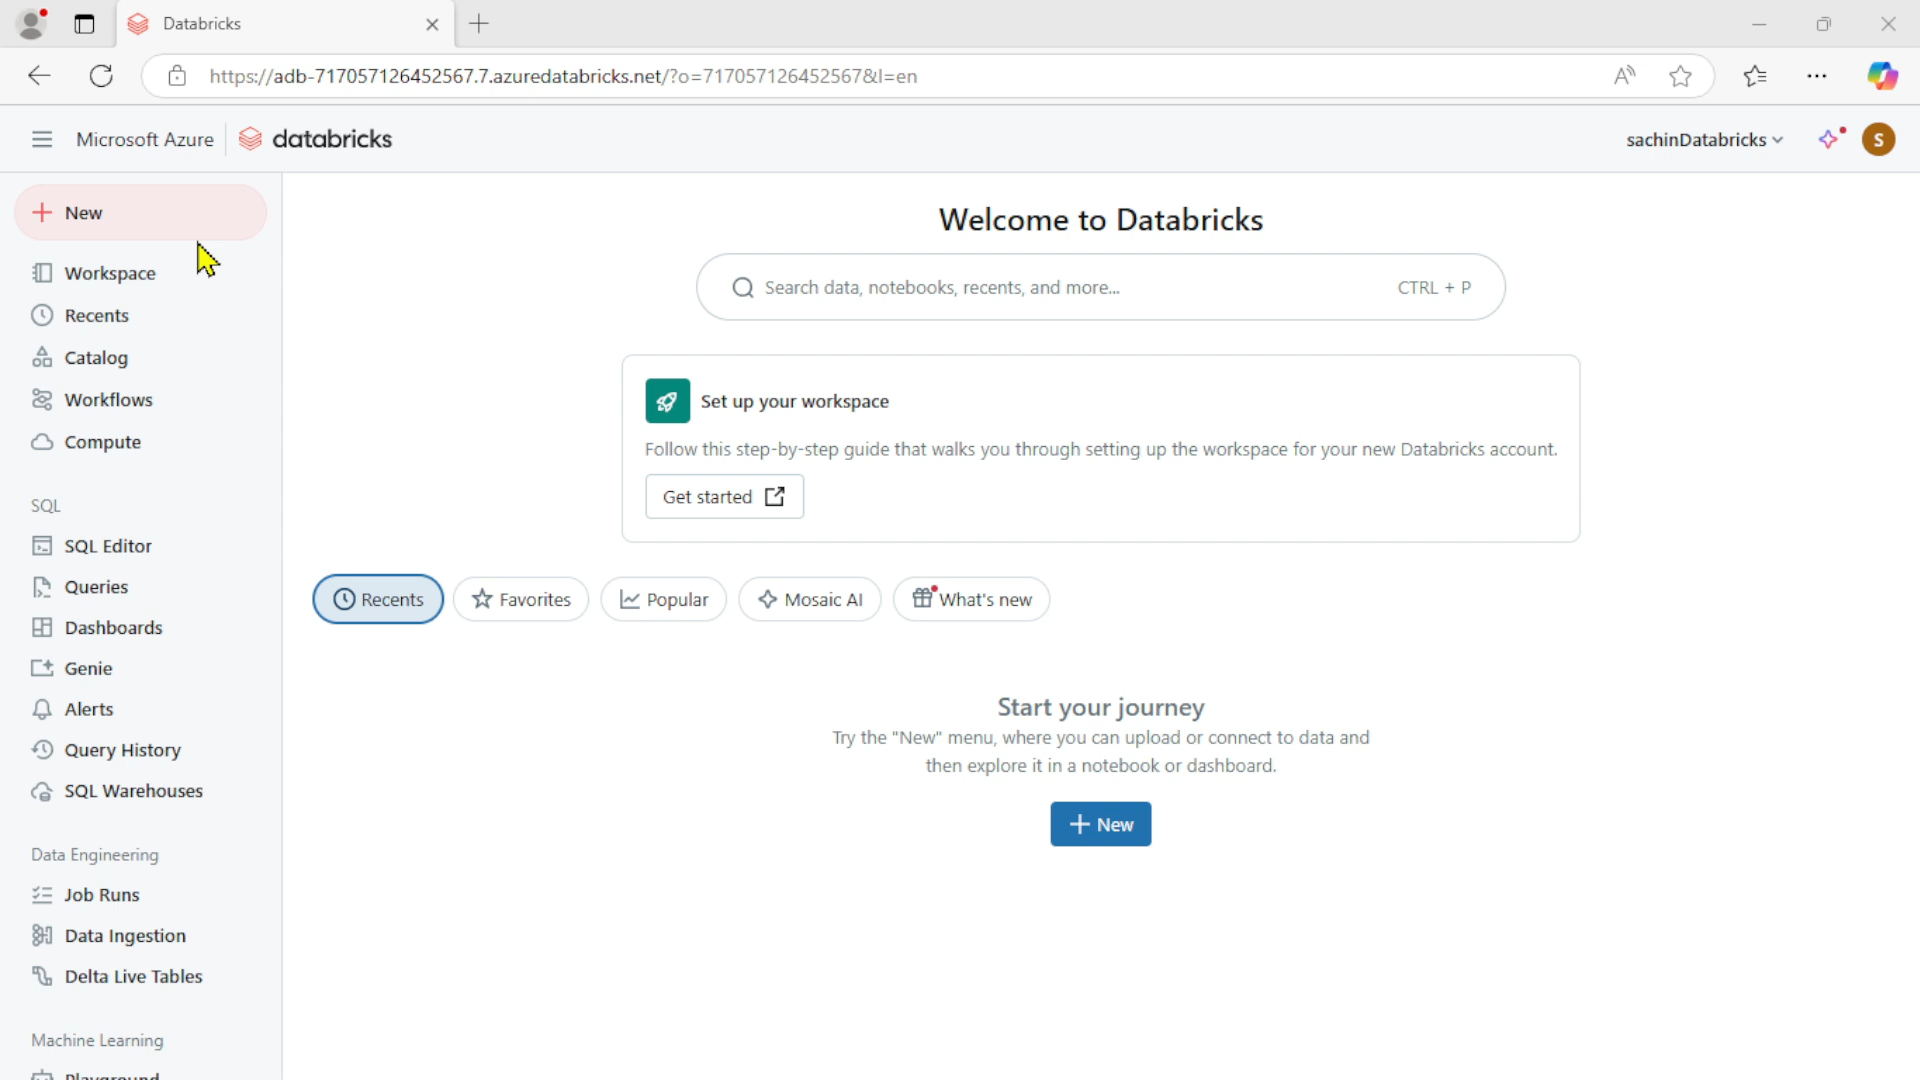 Databricks
https://adb-717057126452567.7.azuredatabricks.net/?o=717057126452567&l=en
Microsoft Azure databricks
sachinDatabricks
S
New
Workspace
Recents
Catalog
Workflows
Compute
SQL
SQL Editor
Queries
Dashboards
Genie
Alerts
Query History
SQL Warehouses
Data Engineering
Job Runs
Data Ingestion
Delta Live Tables
Machine Learning
Playground
Welcome to Databricks
Search data, notebooks, recents, and more... CTRL + P
Set up your workspace
Follow this step-by-step guide that walks you through setting up the workspace for your new Databricks account.
Get started
Recents Favorites Popular Mosaic AI What's new
Start your journey
Try the "New" menu, where you can upload or connect to data and
then explore it in a notebook or dashboard.
New